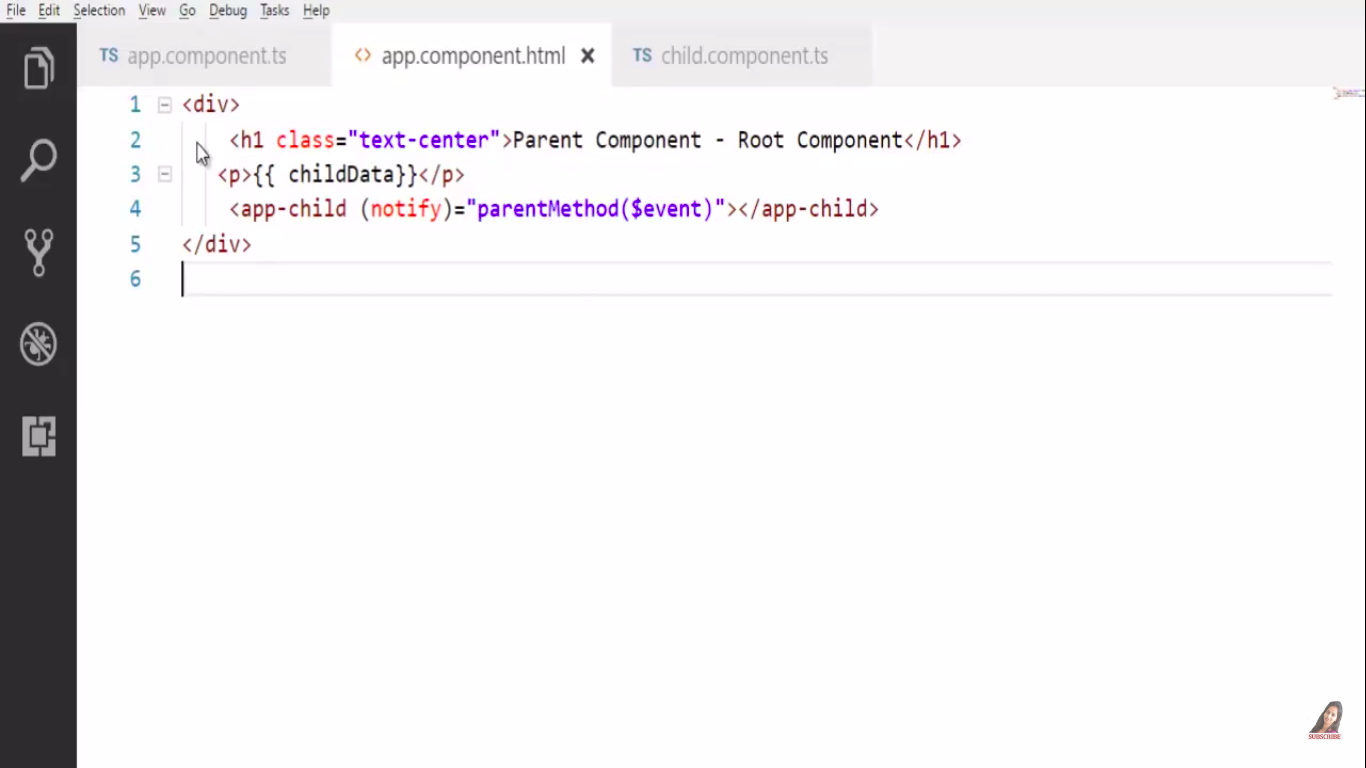 File Edit Selection View Go Debug Tasks Help
TS app.component.ts <> app.component.html × TS child.component.ts
1 <div>
2 <h1 class="text-center">Parent Component - Root Component</h1>
3 <p>{{ childData}}</p>
4 <app-child (notify)="parentMethod($event)"></app-child>
5 </div>
6
SUBSCRIBE